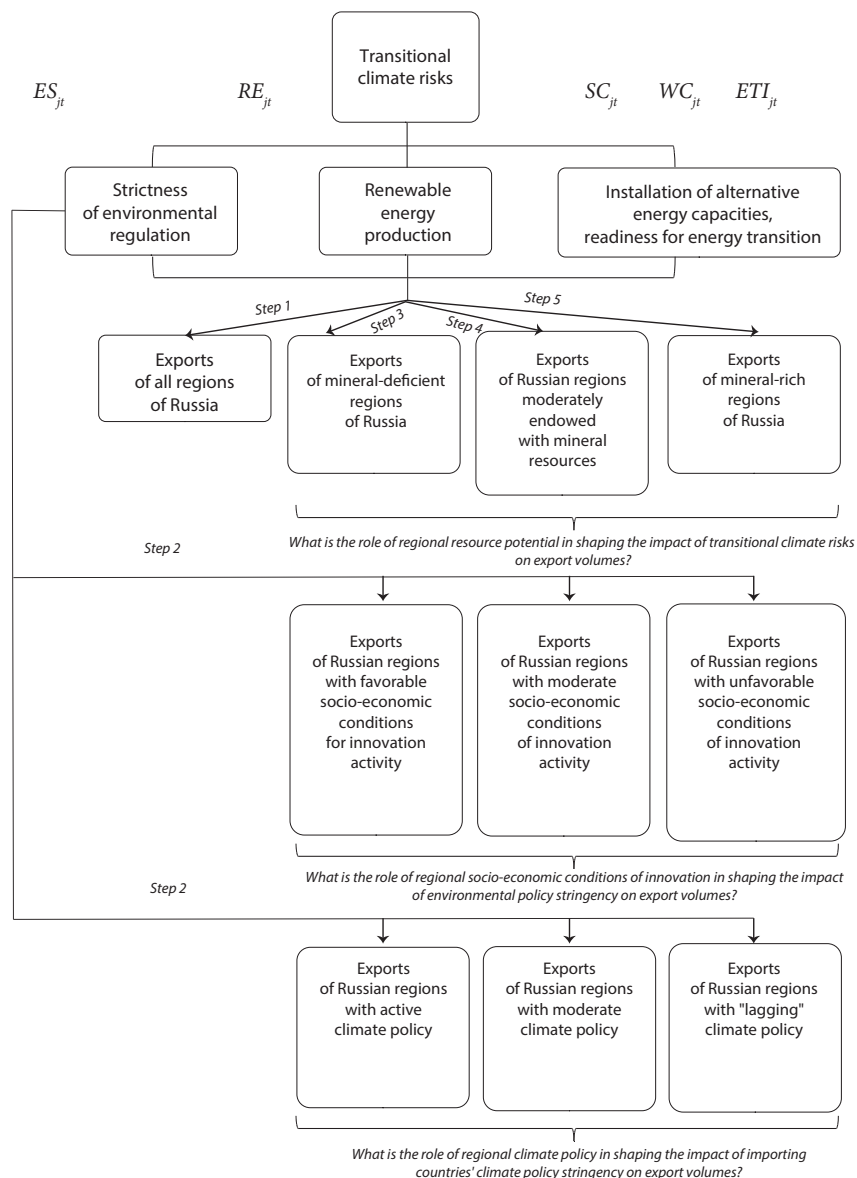 Transitional
climate risks
ES_jt
RE_jt
SC_jt
WC_jt
ETI_jt
Strictness
of environmental
regulation
Renewable
energy
production
Installation of alternative
energy capacities,
readiness for energy transition
Step 1
Step 3
Step 4
Step 5
Exports
of all regions
of Russia
Exports
of mineral-deficient
regions
of Russia
Exports
of Russian regions
moderately
endowed
with mineral
resources
Exports
of mineral-rich
regions
of Russia
Step 2
What is the role of regional resource potential in shaping the impact of transitional climate risks
on export volumes?
Exports
of Russian regions
with favorable
socio-economic
conditions
for innovation
activity
Exports
of Russian regions
with moderate
socio-economic
conditions
of innovation
activity
Exports
of Russian regions
with unfavorable
socio-economic
conditions
of innovation
activity
What is the role of regional socio-economic conditions of innovation in shaping the impact
of environmental policy stringency on export volumes?
Step 2
Exports
of Russian regions
with active
climate policy
Exports
of Russian regions
with moderate
climate policy
Exports
of Russian regions
with "lagging"
climate policy
What is the role of regional climate policy in shaping the impact of importing
countries' climate policy stringency on export volumes?